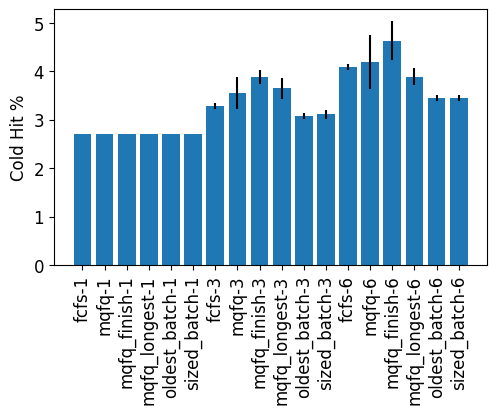 Cold Hit %
5
4
3
2
1
0
fcfs-1
mqfq-1
mqfq_finish-1
mqfq_longest-1
oldest_batch-1
sized_batch-1
fcfs-3
mqfq-3
mqfq_finish-3
mqfq_longest-3
oldest_batch-3
sized_batch-3
fcfs-6
mqfq-6
mqfq_finish-6
mqfq_longest-6
oldest_batch-6
sized_batch-6